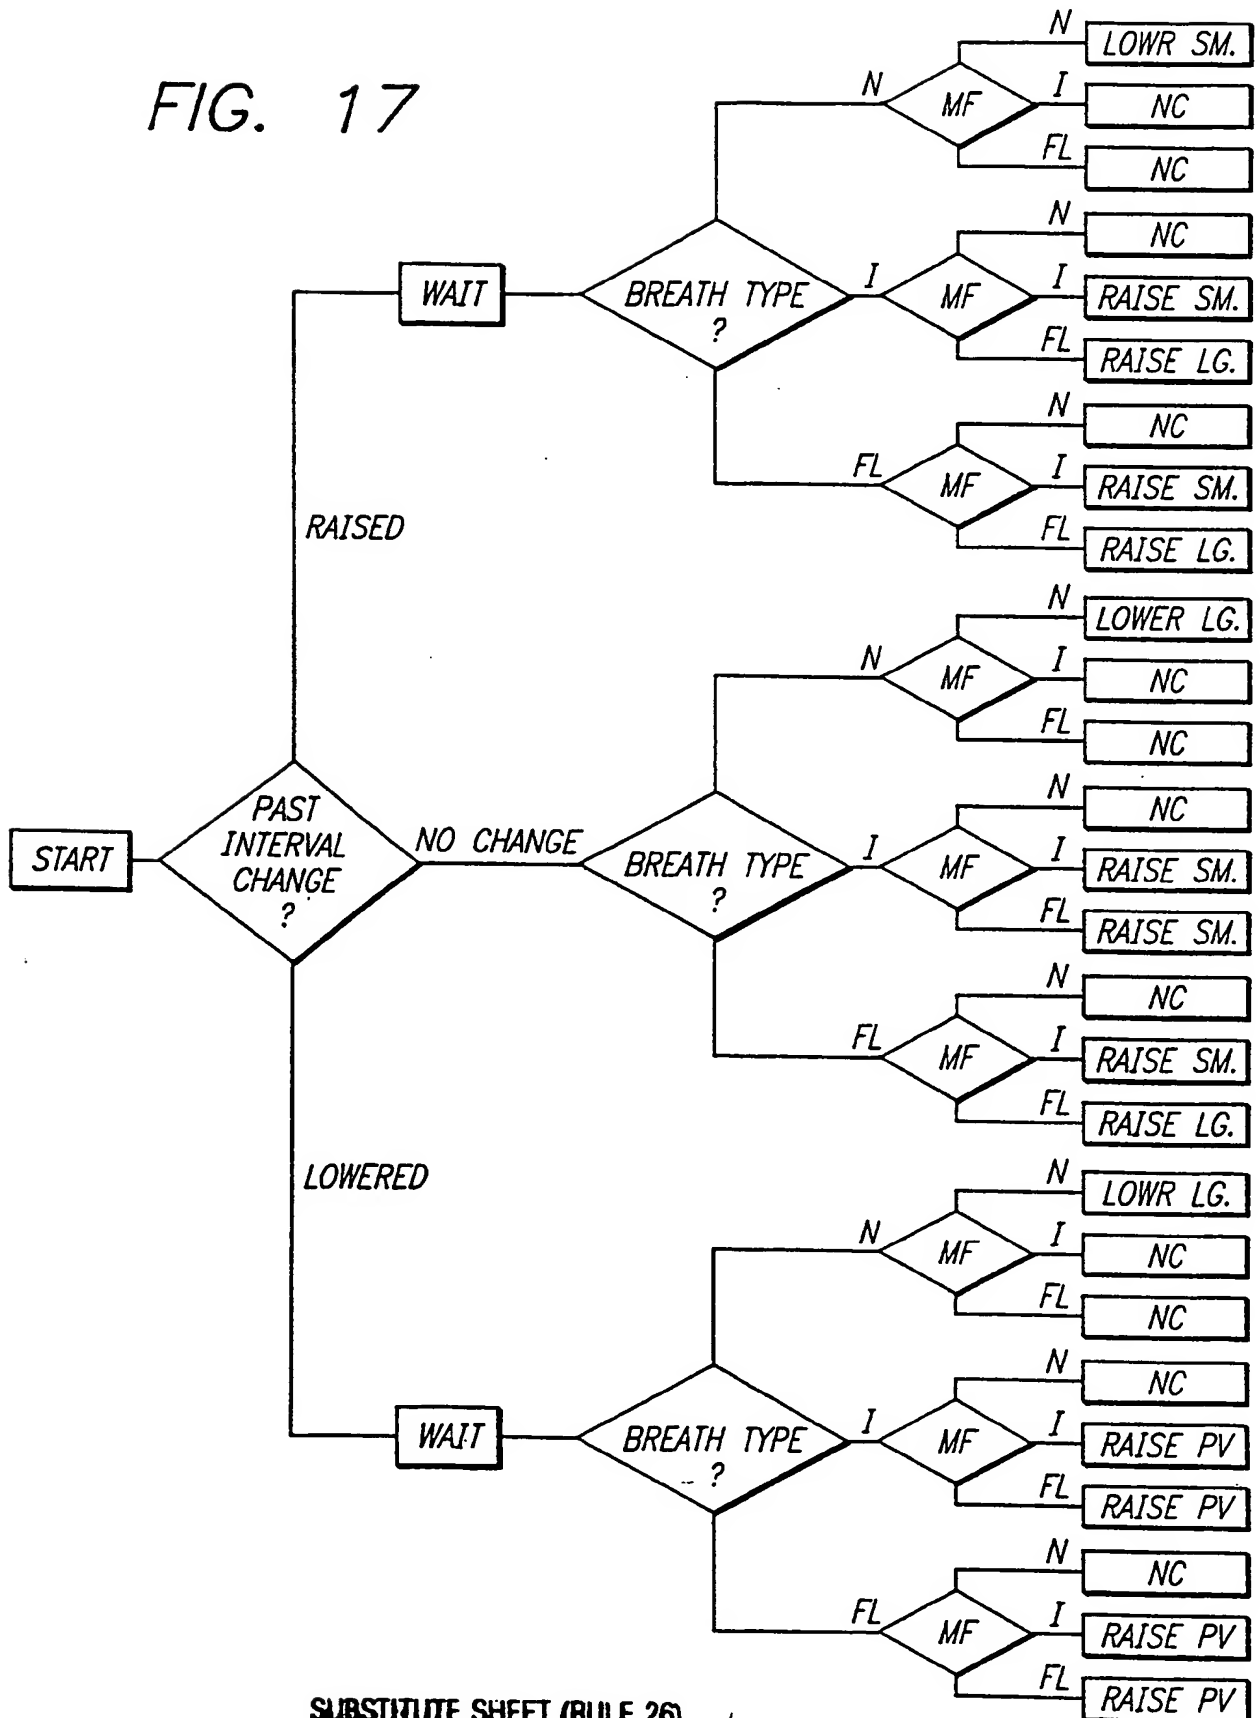 FIG. 17
N
LOWR SM.
N
MF
I
NC
FL
NC
N
NC
WAIT
BREATH TYPE
?
I
MF
I
RAISE SM.
FL
RAISE LG.
N
NC
FL
MF
I
RAISE SM.
FL
RAISE LG.
RAISED
N
LOWER LG.
N
MF
I
NC
FL
NC
START
PAST
INTERVAL
CHANGE
?
NO CHANGE
N
NC
BREATH TYPE
?
I
MF
I
RAISE SM.
FL
RAISE SM.
N
NC
FL
MF
I
RAISE SM.
FL
RAISE LG.
LOWERED
N
LOWR LG.
N
MF
I
NC
FL
NC
N
NC
WAIT
BREATH TYPE
?
I
MF
I
RAISE PV
FL
RAISE PV
N
NC
FL
MF
I
RAISE PV
FL
RAISE PV
SUBSTITUTE SHEET (RULE 26)